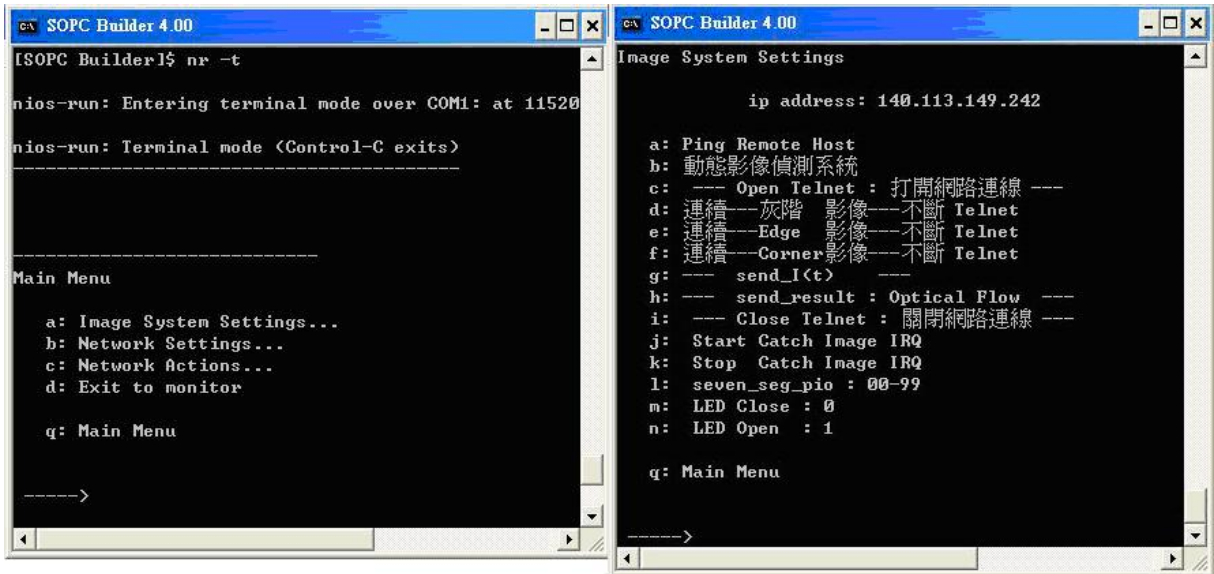 SOPC Builder 4.00
[SOPC Builder]$ nr -t
nios-run: Entering terminal mode over COM1: at 11520
nios-run: Terminal mode (Control-C exits)
-----------------------------------------
----------------------------
Main Menu
a: Image System Settings...
b: Network Settings...
c: Network Actions...
d: Exit to monitor
q: Main Menu
----->
SOPC Builder 4.00
Image System Settings
ip address: 140.113.149.242
a: Ping Remote Host
b: 動態影像偵測系統
c: --- Open Telnet : 打開網路連線 ---
d: 連續---灰階 影像---不斷 Telnet
e: 連續---Edge 影像---不斷 Telnet
f: 連續---Corner影像---不斷 Telnet
g: --- send_I(t) ---
h: --- send_result : Optical Flow ---
i: --- Close Telnet : 關閉網路連線 ---
j: Start Catch Image IRQ
k: Stop Catch Image IRQ
l: seven_seg_pio : 00-99
m: LED Close : 0
n: LED Open : 1
q: Main Menu
----->